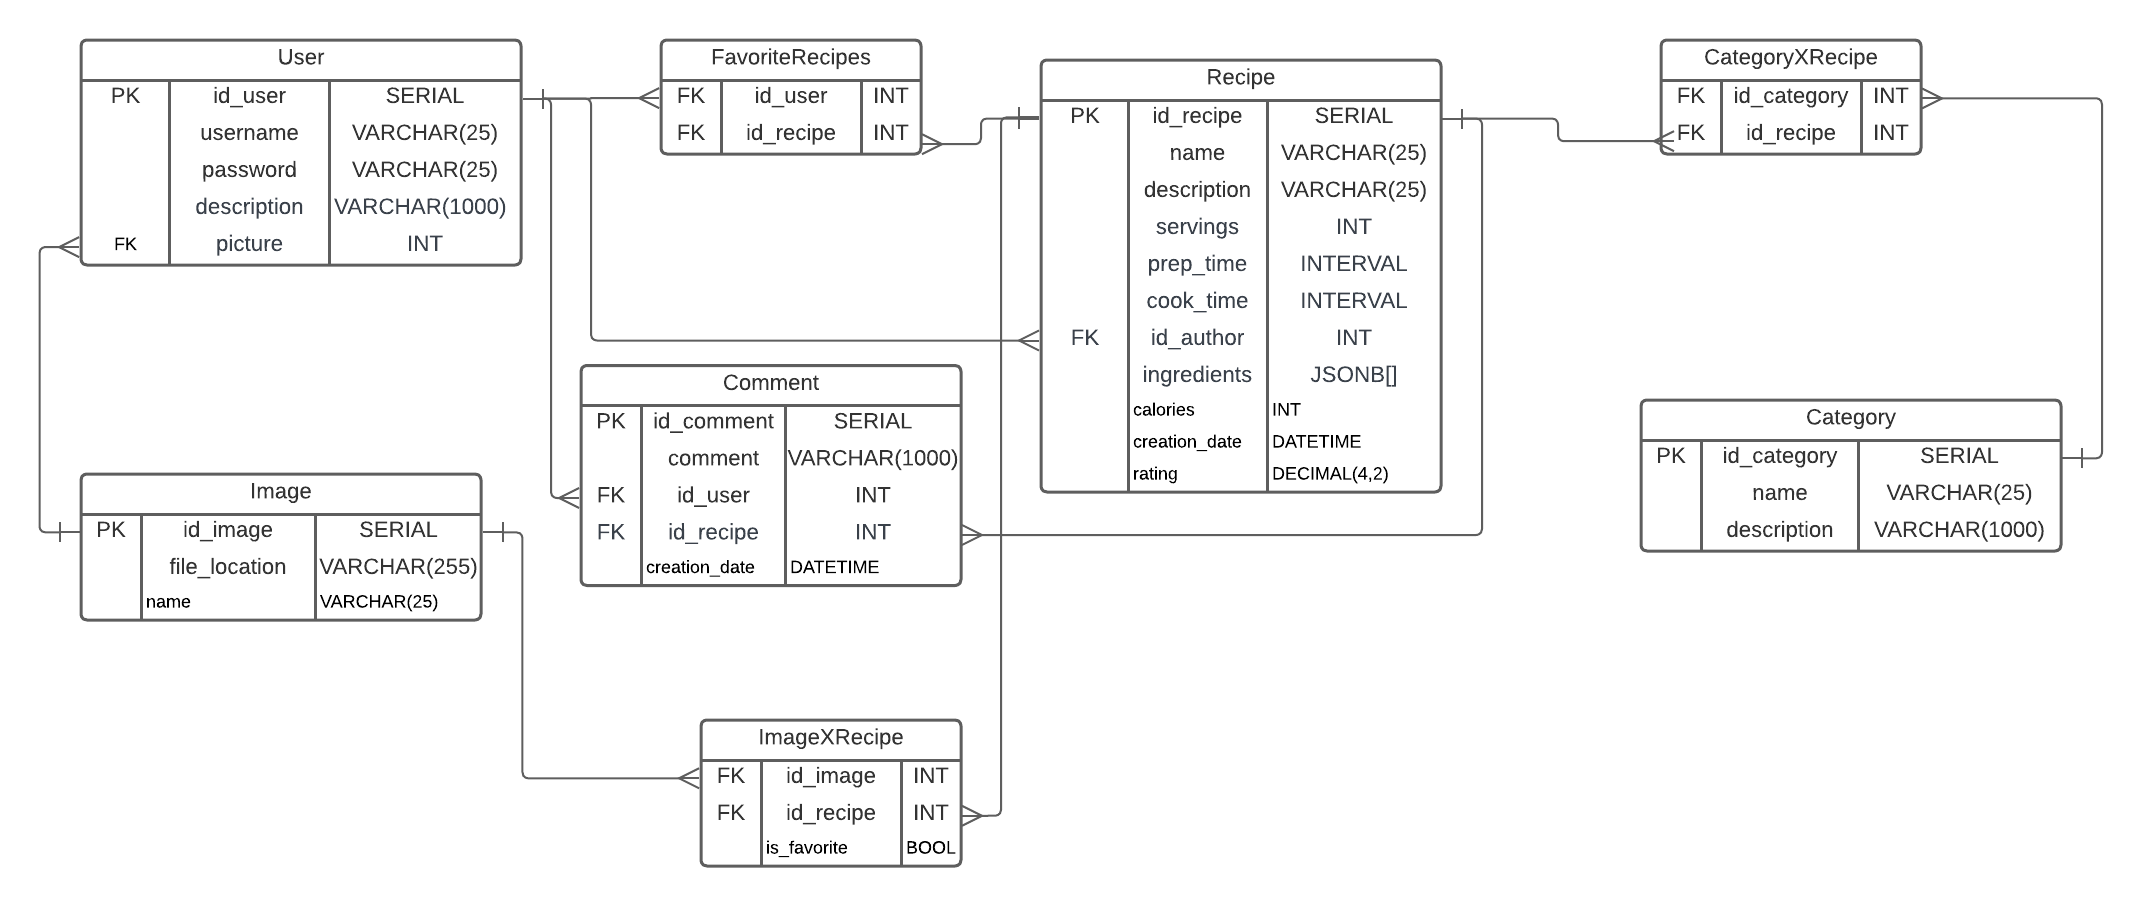 User
PK id_user SERIAL
username VARCHAR(25)
password VARCHAR(25)
description VARCHAR(1000)
FK picture INT
FavoriteRecipes
FK id_user INT
FK id_recipe INT
Recipe
PK id_recipe SERIAL
name VARCHAR(25)
description VARCHAR(25)
servings INT
prep_time INTERVAL
cook_time INTERVAL
FK id_author INT
ingredients JSONB[]
calories INT
creation_date DATETIME
rating DECIMAL(4,2)
CategoryXRecipe
FK id_category INT
FK id_recipe INT
Comment
PK id_comment SERIAL
comment VARCHAR(1000)
FK id_user INT
FK id_recipe INT
creation_date DATETIME
Category
PK id_category SERIAL
name VARCHAR(25)
description VARCHAR(1000)
Image
PK id_image SERIAL
file_location VARCHAR(255)
name VARCHAR(25)
ImageXRecipe
FK id_image INT
FK id_recipe INT
is_favorite BOOL